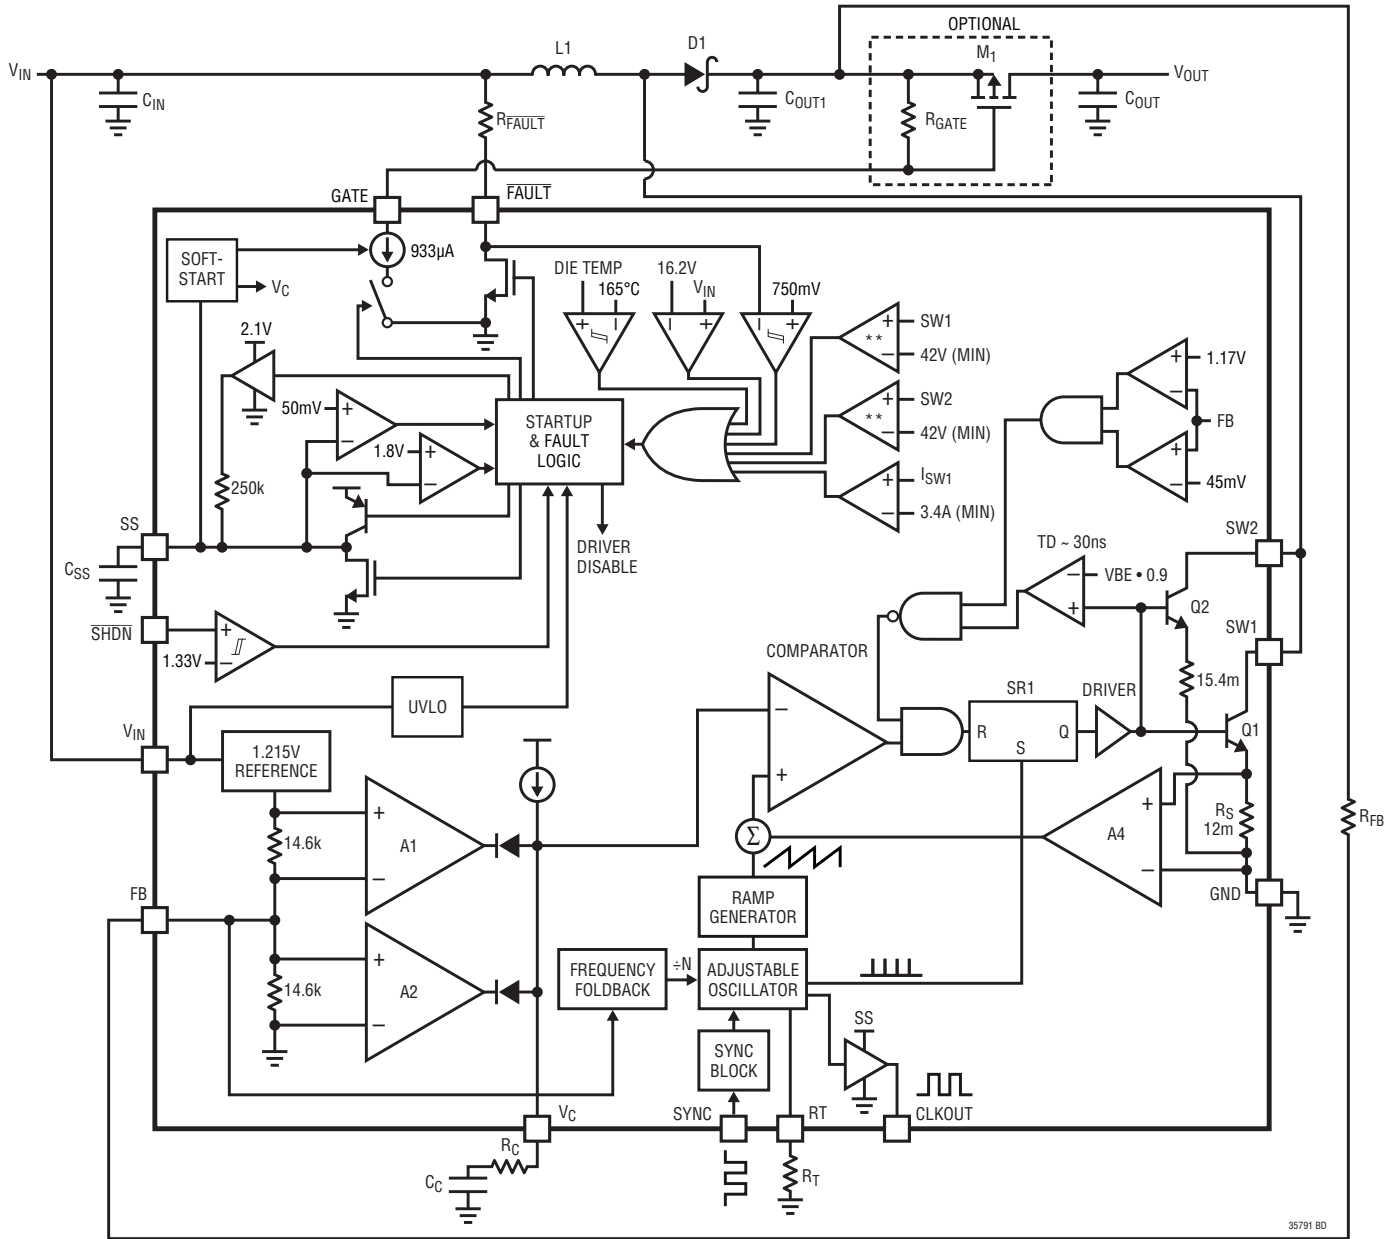 OPTIONAL
L1
D1
M1
VIN
VOUT
CIN
RFAULT
COUT1
RGATE
COUT
GATE
FAULT
SOFT-
START
933µA
VC
DIE TEMP
165°C
16.2V
VIN
750mV
SW1
**
42V (MIN)
2.1V
1.17V
50mV
STARTUP
& FAULT
LOGIC
SW2
**
42V (MIN)
FB
1.8V
250k
ISW1
3.4A (MIN)
45mV
SS
SW2
CSS
DRIVER
DISABLE
TD ~ 30ns
VBE • 0.9
Q2
SHDN
1.33V
SW1
COMPARATOR
15.4m
UVLO
SR1
DRIVER
VIN
1.215V
REFERENCE
R
S
Q
Q1
14.6k
A1
Σ
A4
RS
12m
RFB
FB
RAMP
GENERATOR
GND
14.6k
A2
FREQUENCY
FOLDBACK
÷N
ADJUSTABLE
OSCILLATOR
SS
SYNC
BLOCK
VC
SYNC
RT
CLKOUT
RC
CC
RT
35791 BD